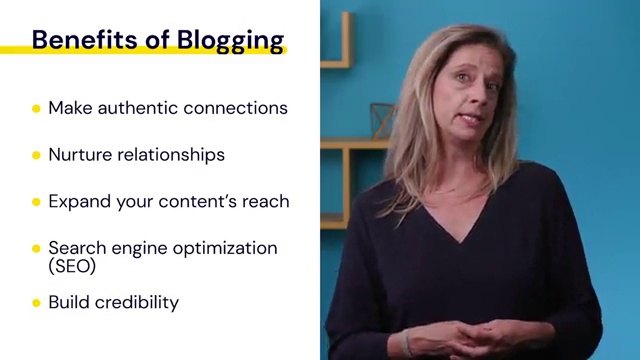 Benefits of Blogging
Make authentic connections
Nurture relationships
Expand your content's reach
Search engine optimization
(SEO)
Build credibility